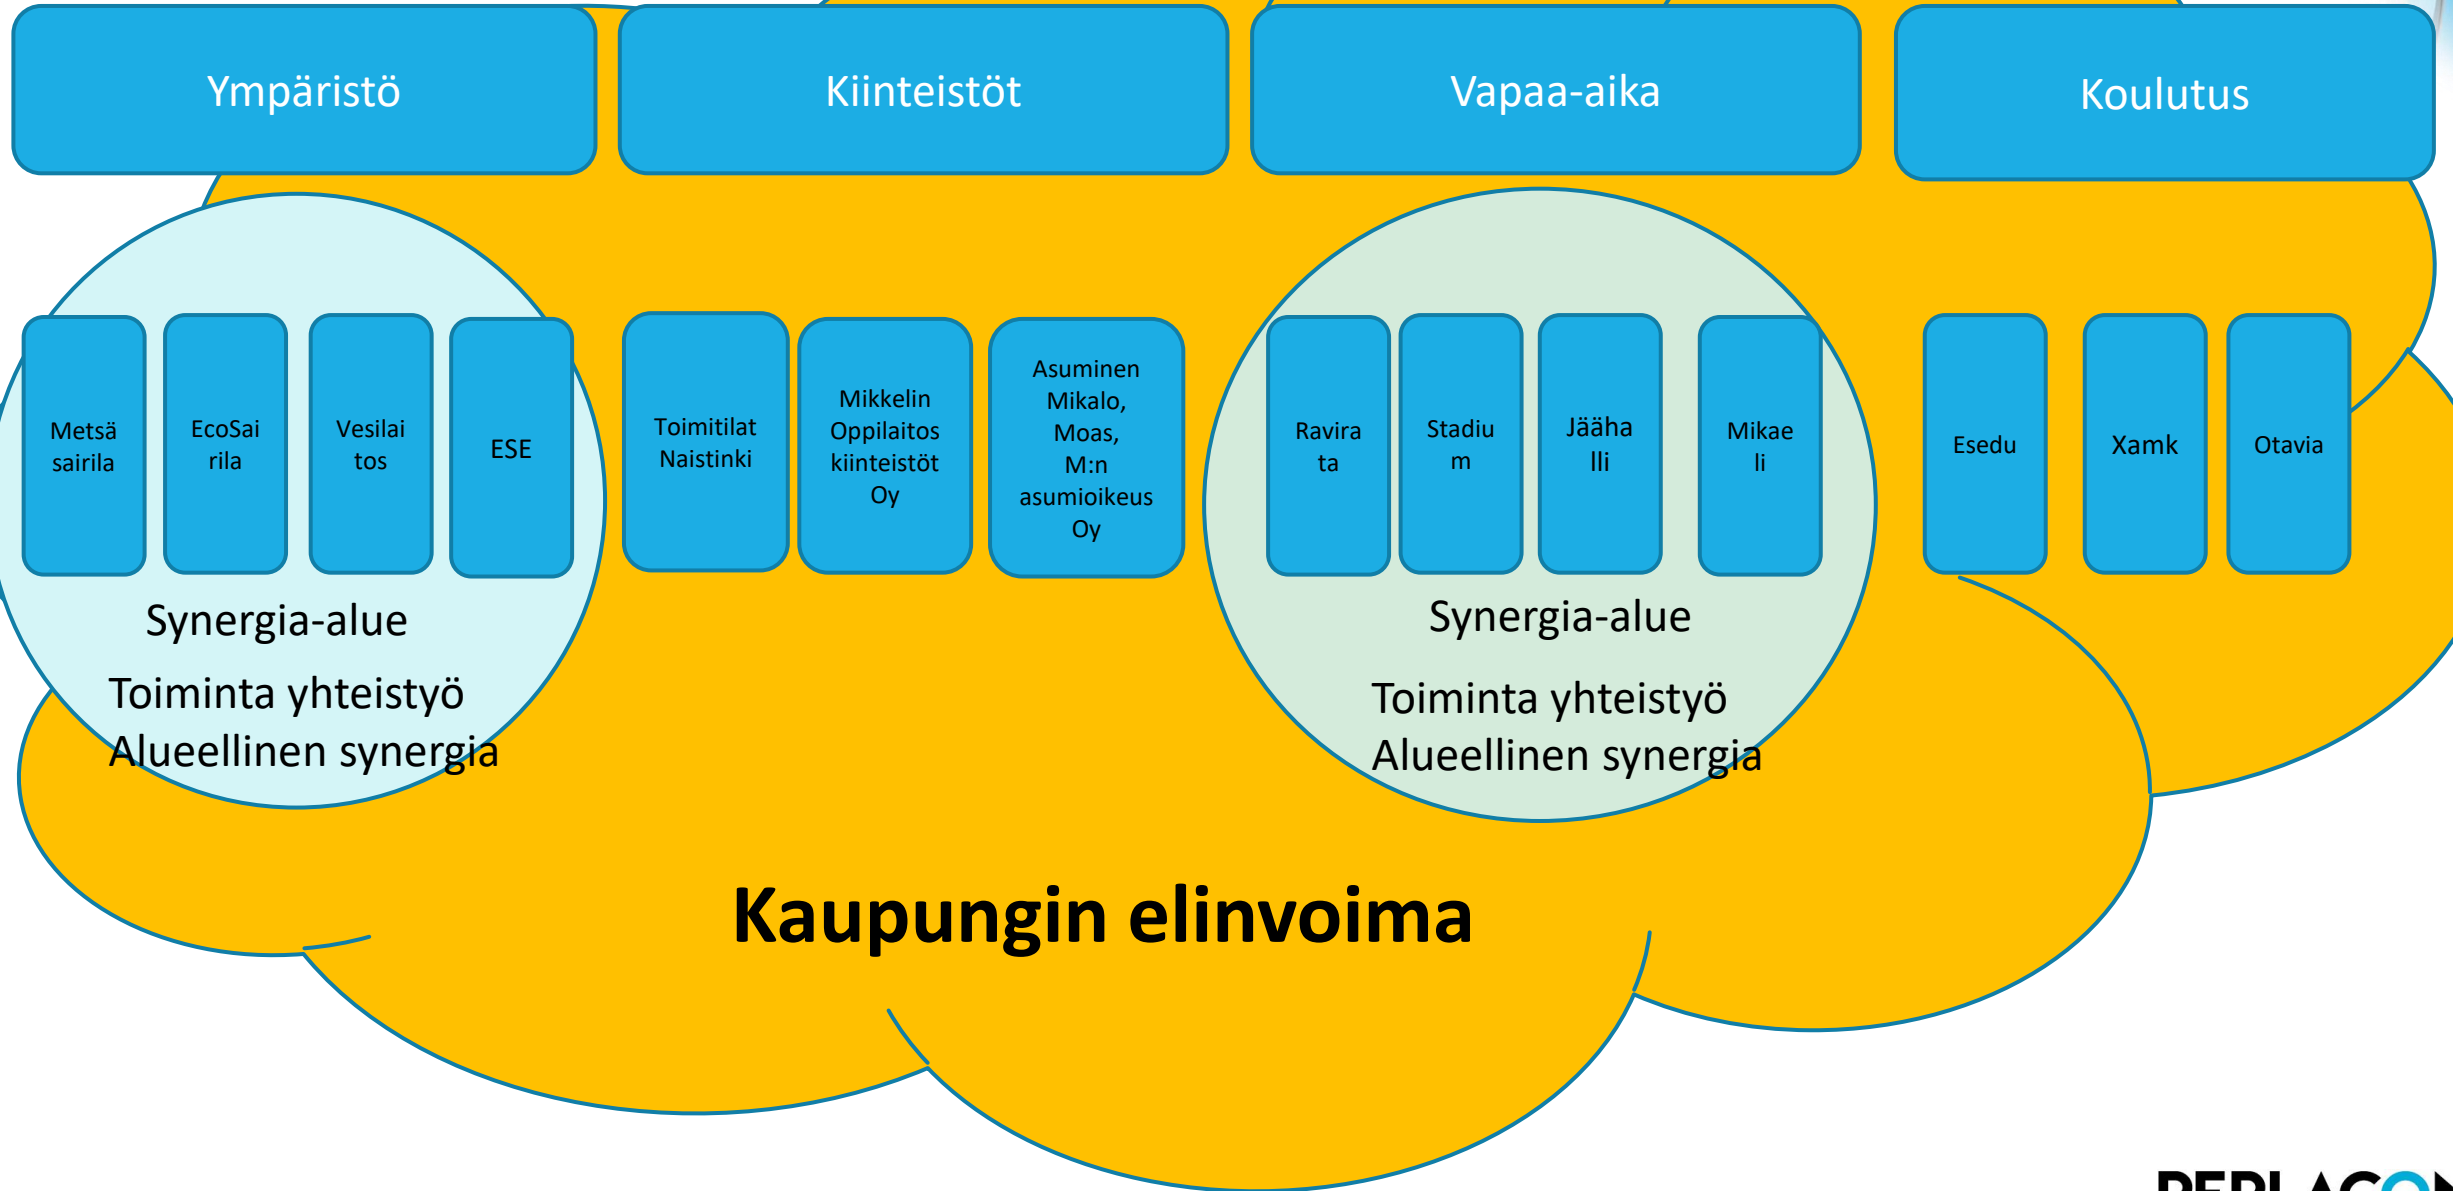 Ympäristö
Kiinteistöt
Vapaa-aika
Koulutus
Metsä
sairila
EcoSai
rila
Vesilai
tos
ESE
Toimitilat
Naistinki
Mikkelin
Oppilaitos
kiinteistöt
Oy
Asuminen
Mikalo,
Moas,
M:n
asumioikeus
Oy
Ravira
ta
Stadiu
m
Jääha
lli
Mikae
li
Esedu
Xamk
Otavia
Synergia-alue
Toiminta yhteistyö
Alueellinen synergia
Synergia-alue
Toiminta yhteistyö
Alueellinen synergia
Kaupungin elinvoima
PERLACON